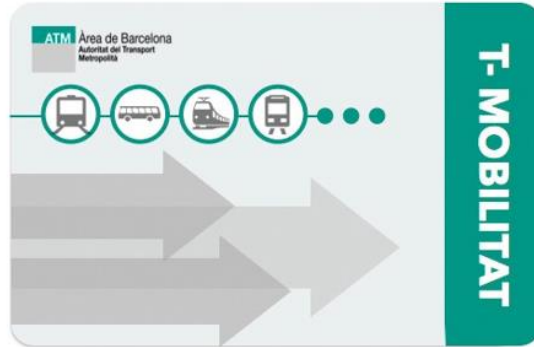 ATM Àrea de Barcelona
Autoritat del Transport
Metropolità
T- MOBILITAT